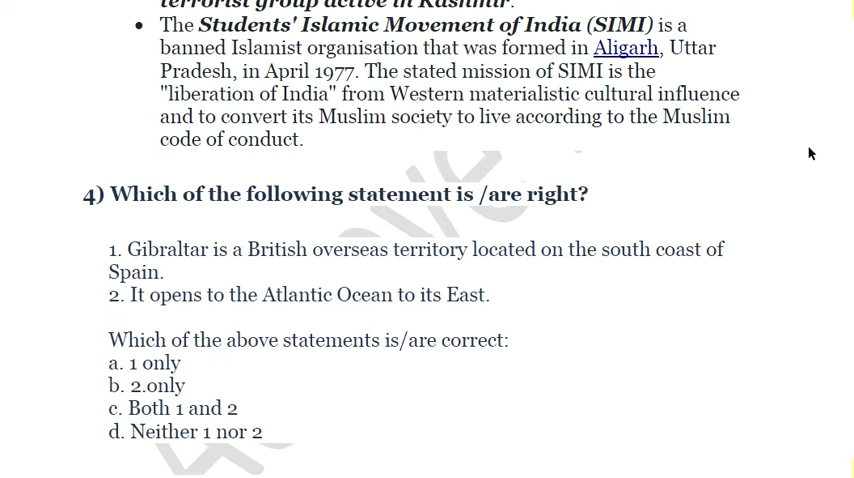 terrorist group active in Kashmir.
• The Students' Islamic Movement of India (SIMI) is a
banned Islamist organisation that was formed in Aligarh, Uttar
Pradesh, in April 1977. The stated mission of SIMI is the
"liberation of India" from Western materialistic cultural influence
and to convert its Muslim society to live according to the Muslim
code of conduct.
4) Which of the following statement is /are right?
1. Gibraltar is a British overseas territory located on the south coast of
Spain.
2. It opens to the Atlantic Ocean to its East.
Which of the above statements is/are correct:
a. 1 only
b. 2.only
c. Both 1 and 2
d. Neither 1 nor 2